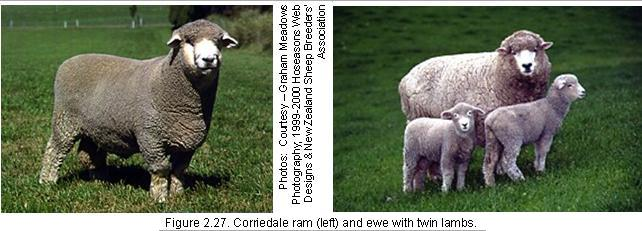 Photos: Courtesy – Graham Meadows
Photography, 1999-2000 Hoseasons Web
Designs & New Zealand Sheep Breeders'
Association
Figure 2.27. Corriedale ram (left) and ewe with twin lambs.